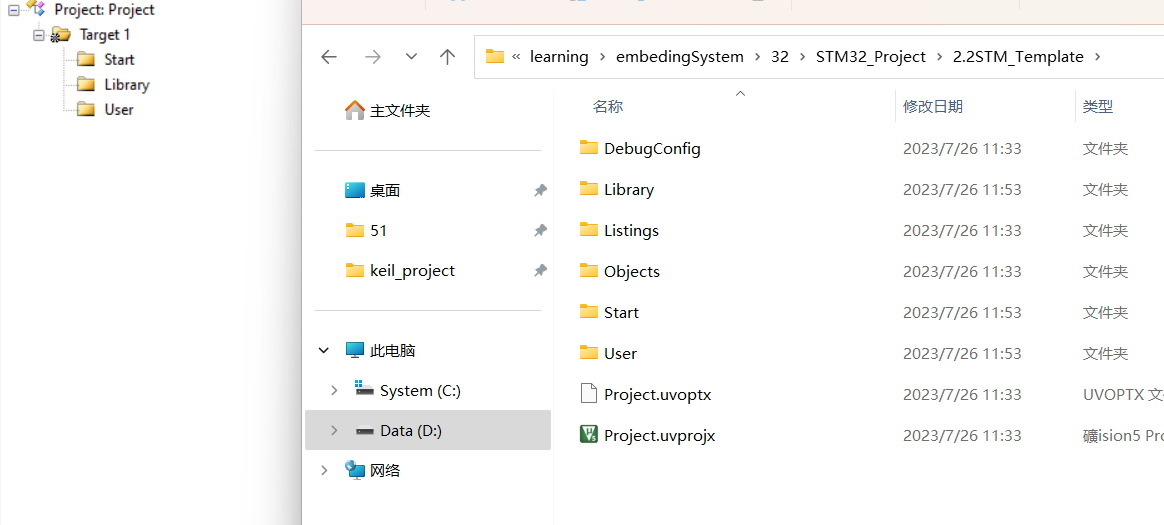 Project: Project
Target 1
Start
Library
User
« learning › embedingSystem › 32 › STM32_Project › 2.2STM_Template ›
主文件夹
桌面
51
keil_project
此电脑
System (C:)
Data (D:)
网络
名称 修改日期 类型
DebugConfig 2023/7/26 11:33 文件夹
Library 2023/7/26 11:53 文件夹
Listings 2023/7/26 11:33 文件夹
Objects 2023/7/26 11:33 文件夹
Start 2023/7/26 11:53 文件夹
User 2023/7/26 11:53 文件夹
Project.uvoptx 2023/7/26 11:33 UVOPTX 文
Project.uvprojx 2023/7/26 11:33 礦ision5 Pro